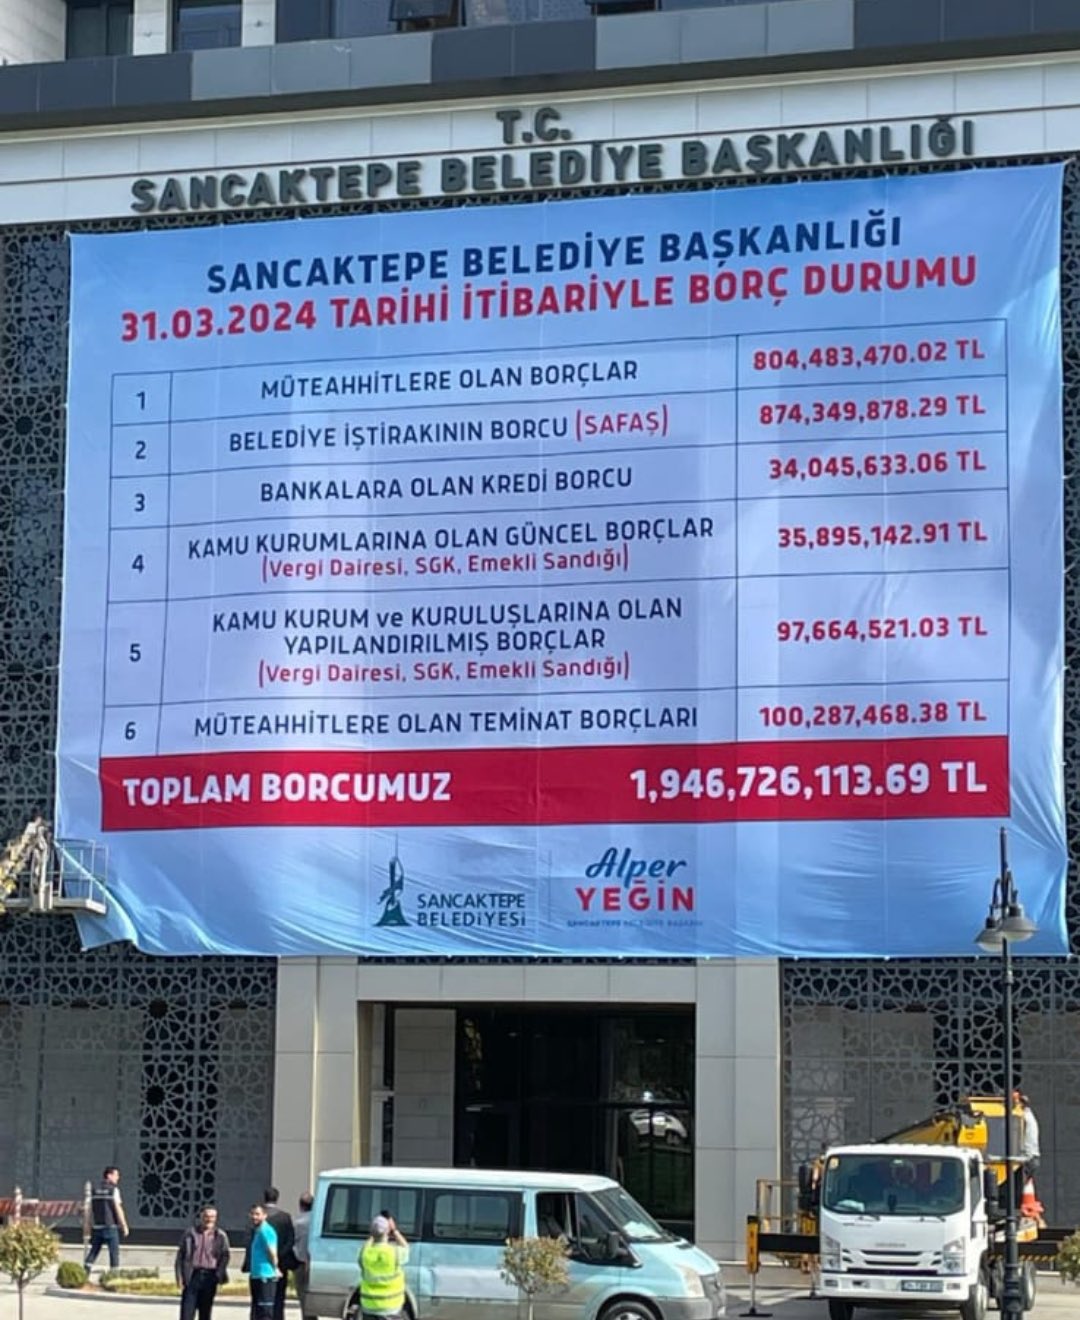 T.C.
SANCAKTEPE BELEDİYE BAŞKANLIĞI
SANCAKTEPE BELEDİYE BAŞKANLIĞI
31.03.2024 TARİHİ İTİBARİYLE BORÇ DURUMU
1 MÜTEAHHİTLERE OLAN BORÇLAR 804,483,470.02 TL
2 BELEDİYE İŞTİRAKININ BORCU (SAFAŞ) 874,349,878.29 TL
3 BANKALARA OLAN KREDİ BORCU 34,045,633.06 TL
4 KAMU KURUMLARINA OLAN GÜNCEL BORÇLAR 35,895,142.91 TL
(Vergi Dairesi, SGK, Emekli Sandığı)
KAMU KURUM ve KURULUŞLARINA OLAN
5 YAPILANDIRILMIŞ BORÇLAR 97,664,521.03 TL
(Vergi Dairesi, SGK, Emekli Sandığı)
6 MÜTEAHHİTLERE OLAN TEMİNAT BORÇLARI 100,287,468.38 TL
TOPLAM BORCUMUZ 1,946,726,113.69 TL
SANCAKTEPE
BELEDİYESİ
Alper
YEĞİN
SANCAKTEPE BELEDİYE BAŞKANI